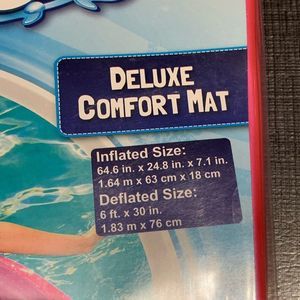 DELUXE
COMFORT MAT
Inflated Size:
64.6 in. x 24.8 in. x 7.1 in.
1.64 m x 63 cm x 18 cm
Deflated Size:
6 ft. x 30 in.
1.83 m x 76 cm